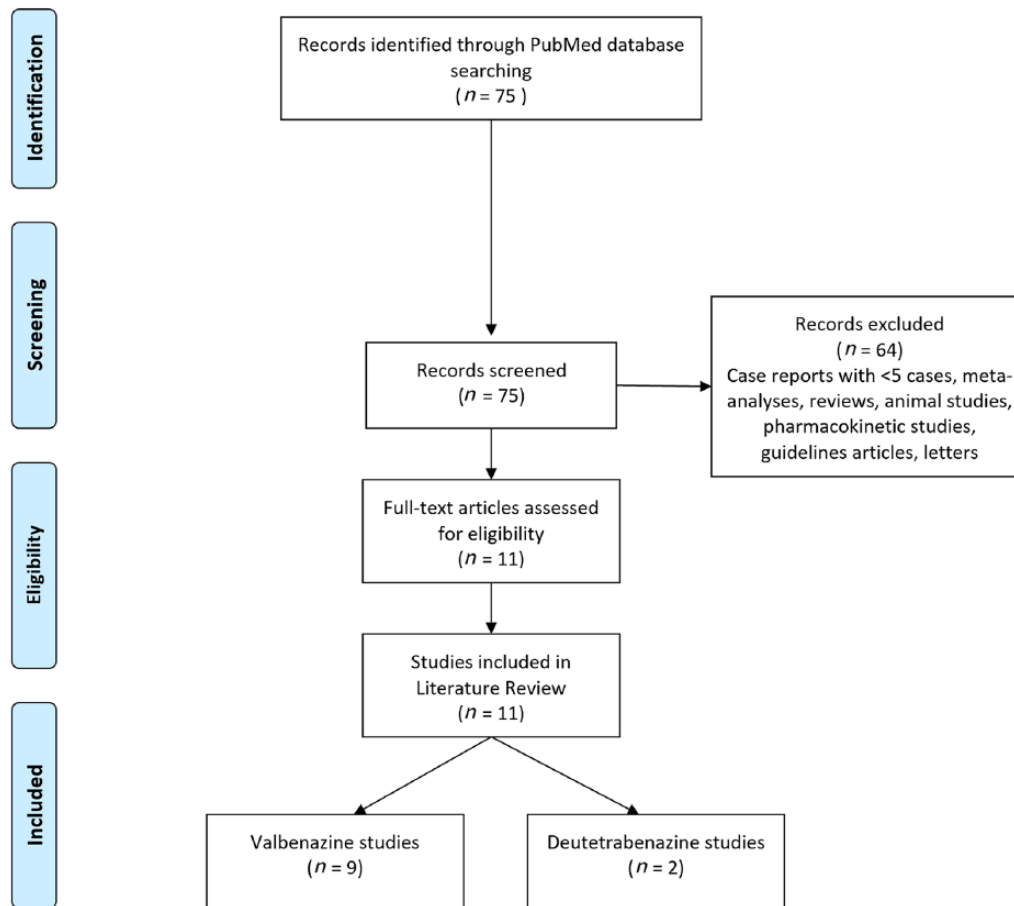 Identification
Records identified through PubMed database
searching
(n = 75 )
Screening
Records screened
(n = 75)
Records excluded
(n = 64)
Case reports with <5 cases, meta-
analyses, reviews, animal studies,
pharmacokinetic studies,
guidelines articles, letters
Eligibility
Full-text articles assessed
for eligibility
(n = 11)
Studies included in
Literature Review
(n = 11)
Included
Valbenazine studies
(n = 9)
Deutetrabenazine studies
(n = 2)